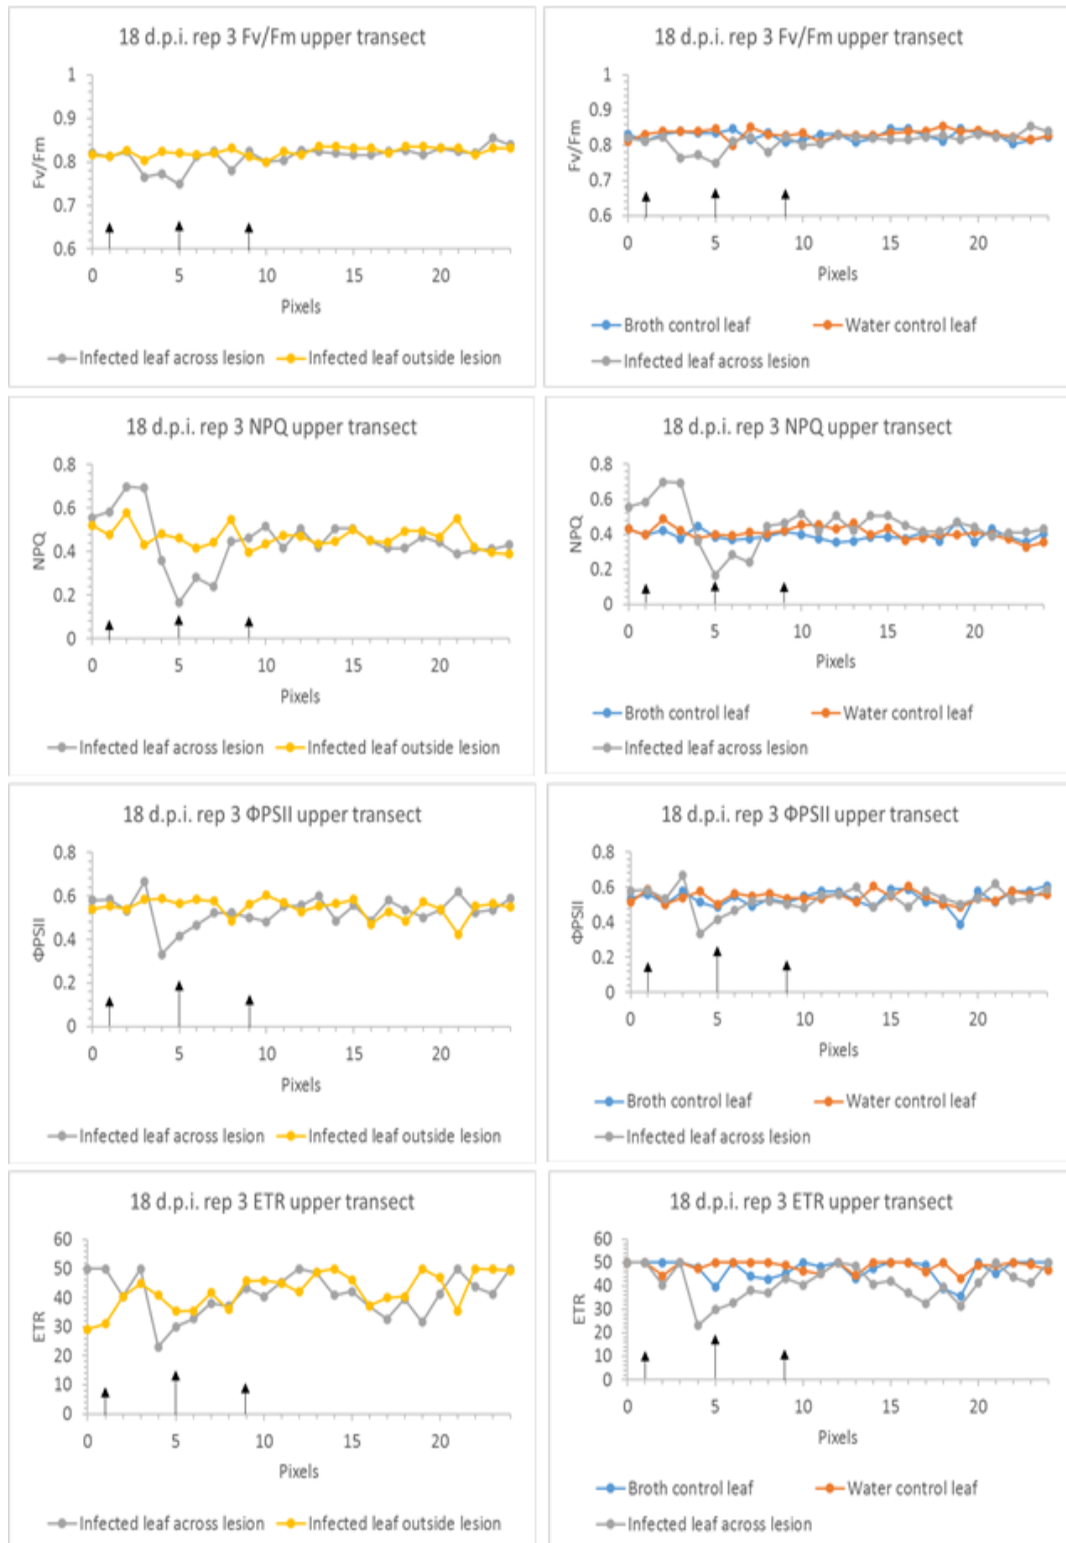 18 d.p.i. rep 3 Fv/Fm upper transect
1
0.9
0.8
0.7
0.6
Fv/Fm
0 5 10 15 20
Pixels
Infected leaf across lesion Infected leaf outside lesion
18 d.p.i. rep 3 Fv/Fm upper transect
1
0.9
0.8
0.7
0.6
Fv/Fm
0 5 10 15 20
Pixels
Broth control leaf Water control leaf
Infected leaf across lesion
18 d.p.i. rep 3 NPQ upper transect
0.8
0.6
0.4
0.2
0
NPQ
0 5 10 15 20
Pixels
Infected leaf across lesion Infected leaf outside lesion
18 d.p.i. rep 3 NPQ upper transect
0.8
0.6
0.4
0.2
0
NPQ
0 5 10 15 20
Pixels
Broth control leaf Water control leaf
Infected leaf across lesion
18 d.p.i. rep 3 ΦPSII upper transect
0.8
0.6
0.4
0.2
0
ΦPSII
0 5 10 15 20
Pixels
Infected leaf across lesion Infected leaf outside lesion
18 d.p.i. rep 3 ΦPSII upper transect
0.8
0.6
0.4
0.2
0
ΦPSII
0 5 10 15 20
Pixels
Broth control leaf Water control leaf
Infected leaf across lesion
18 d.p.i. rep 3 ETR upper transect
60
50
40
30
20
10
0
ETR
0 5 10 15 20
Pixels
Infected leaf across lesion Infected leaf outside lesion
18 d.p.i. rep 3 ETR upper transect
60
50
40
30
20
10
0
ETR
0 5 10 15 20
Pixels
Broth control leaf Water control leaf
Infected leaf across lesion